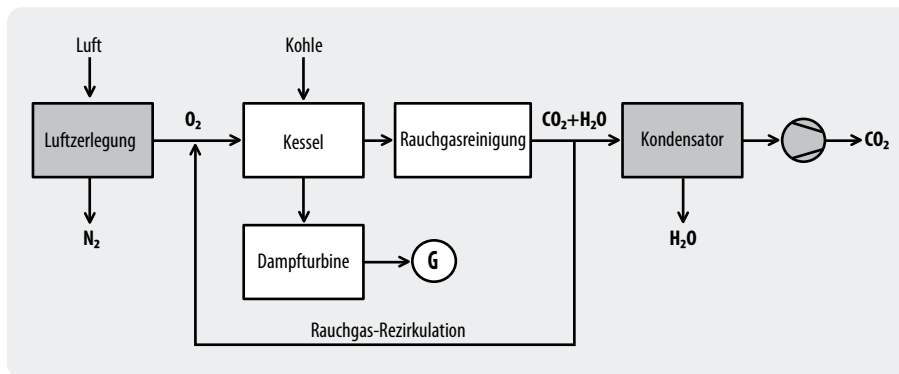 Luft
Kohle
Luftzerlegung
O₂
Kessel
Rauchgasreinigung
CO₂+H₂O
Kondensator
CO₂
N₂
Dampfturbine
G
H₂O
Rauchgas-Rezirkulation